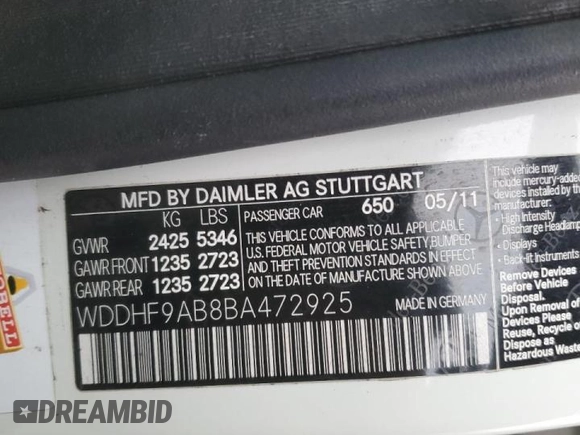 MFD BY DAIMLER AG STUTTGART
KG LBS PASSENGER CAR 650 05/11
GVWR 2425 5346
GAWR FRONT 1235 2723
GAWR REAR 1235 2723
THIS VEHICLE CONFORMS TO ALL APPLICABLE
U.S. FEDERAL MOTOR VEHICLE SAFETY, BUMPER
AND THEFT PREVENTION STANDARDS IN EFFECT
ON THE DATE OF MANUFACTURE SHOWN ABOVE.
WDDHF9AB8BA472925
MADE IN GERMANY
This vehicle may
include mercury-added
devices installed by the
manufacturer:
• High Intensity
Discharge Headlamp
• Displays
• Back-lit Instruments
Remove Devices
Before Vehicle
Disposal.
Upon Removal of
Reuse, Recycle
Dispose as
Hazardous Waste
BELL
DREAMBID